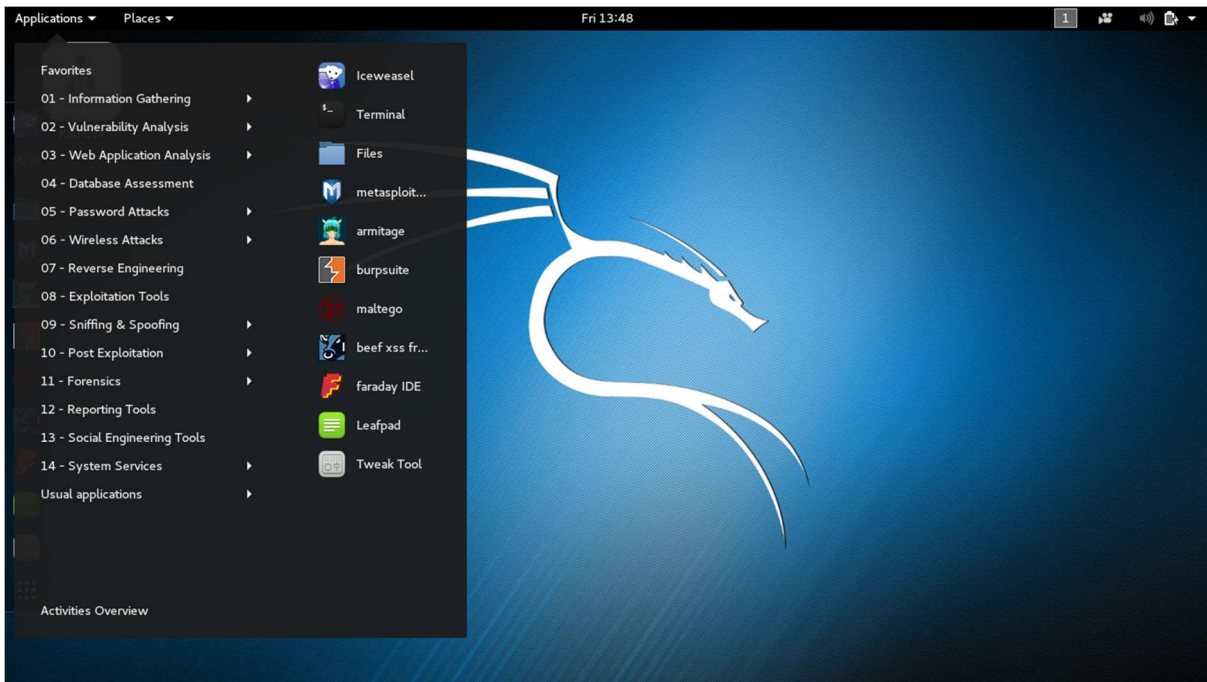 Applications Places Fri 13:48 1
Favorites
01 - Information Gathering
02 - Vulnerability Analysis
03 - Web Application Analysis
04 - Database Assessment
05 - Password Attacks
06 - Wireless Attacks
07 - Reverse Engineering
08 - Exploitation Tools
09 - Sniffing & Spoofing
10 - Post Exploitation
11 - Forensics
12 - Reporting Tools
13 - Social Engineering Tools
14 - System Services
Usual applications
Activities Overview
Iceweasel
Terminal
Files
metasploit...
armitage
burpsuite
maltego
beef xss fr...
faraday IDE
Leafpad
Tweak Tool